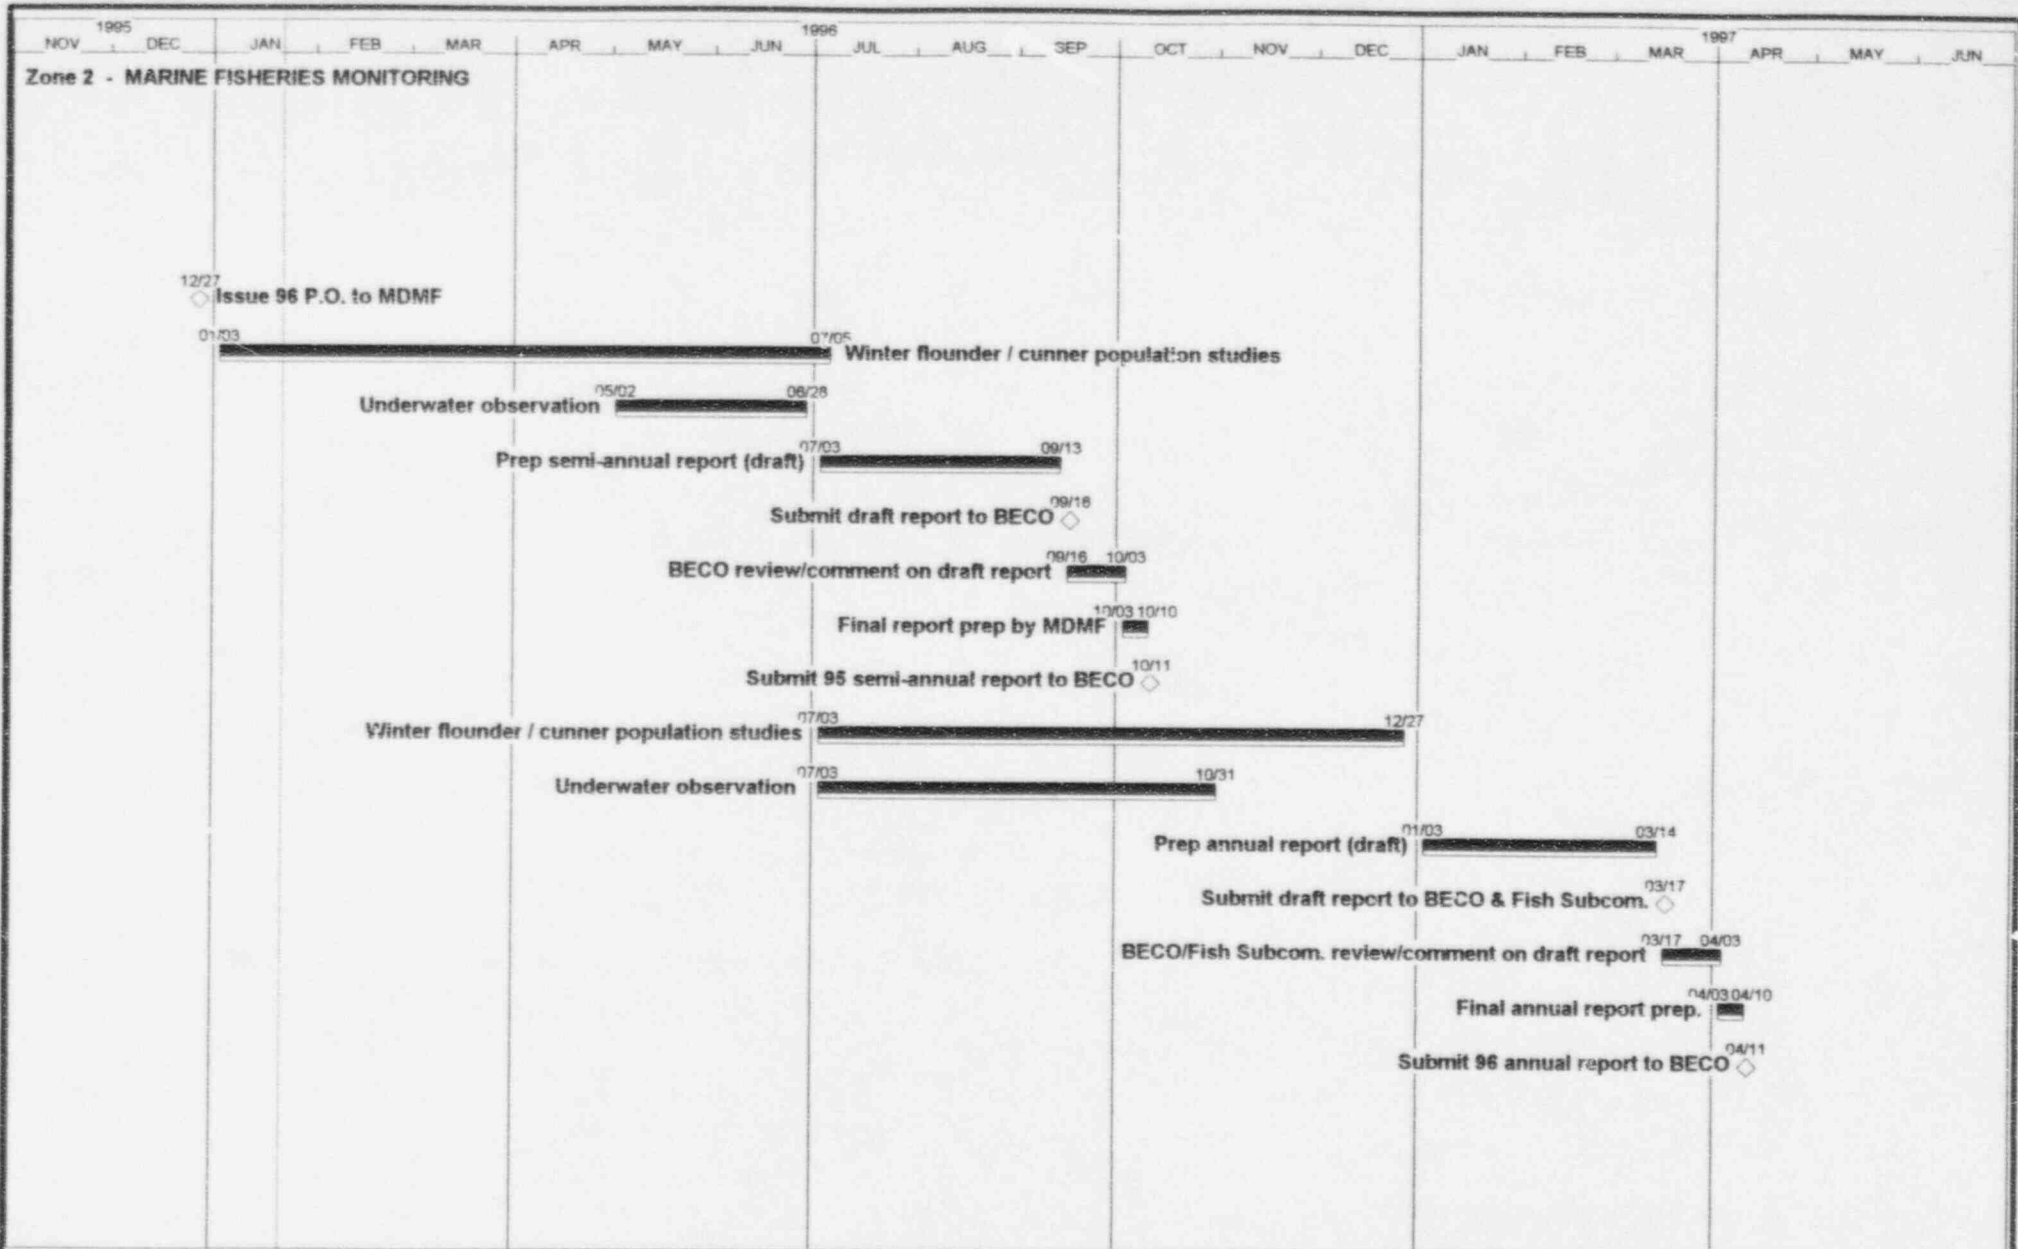 1995 1996 1997
NOV DEC JAN FEB MAR APR MAY JUN JUL AUG SEP OCT NOV DEC JAN FEB MAR APR MAY JUN
Zone 2 - MARINE FISHERIES MONITORING
12/27
Issue 96 P.O. to MDMF
01/03 07/05
Winter flounder / cunner population studies
05/02 06/28
Underwater observation
07/03 09/13
Prep semi-annual report (draft)
09/16
Submit draft report to BECO
09/16 10/03
BECO review/comment on draft report
10/03 10/10
Final report prep by MDMF
10/11
Submit 95 semi-annual report to BECO
07/03 12/27
Winter flounder / cunner population studies
07/03 10/31
Underwater observation
01/03 03/14
Prep annual report (draft)
03/17
Submit draft report to BECO & Fish Subcom.
03/17 04/03
BECO/Fish Subcom. review/comment on draft report
04/03 04/10
Final annual report prep.
04/11
Submit 96 annual report to BECO